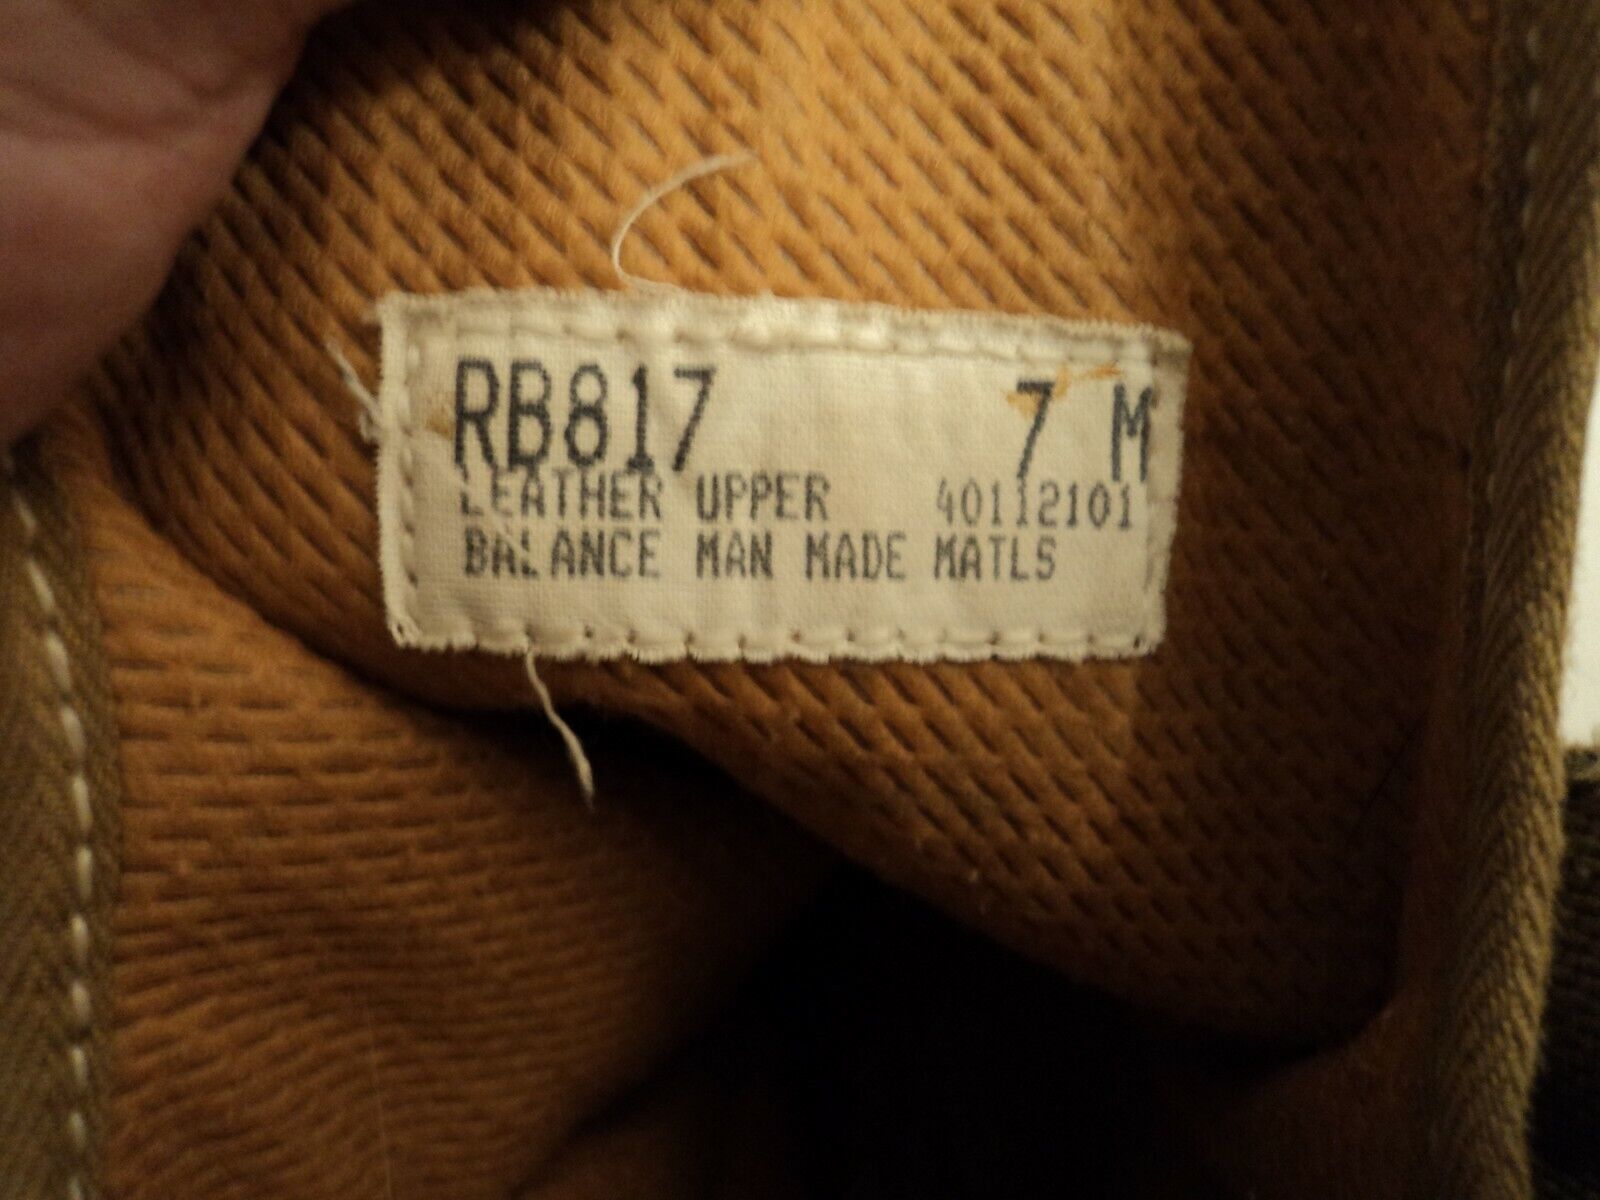 RB817 7 M
LEATHER UPPER 40112101
BALANCE MAN MADE MATLS